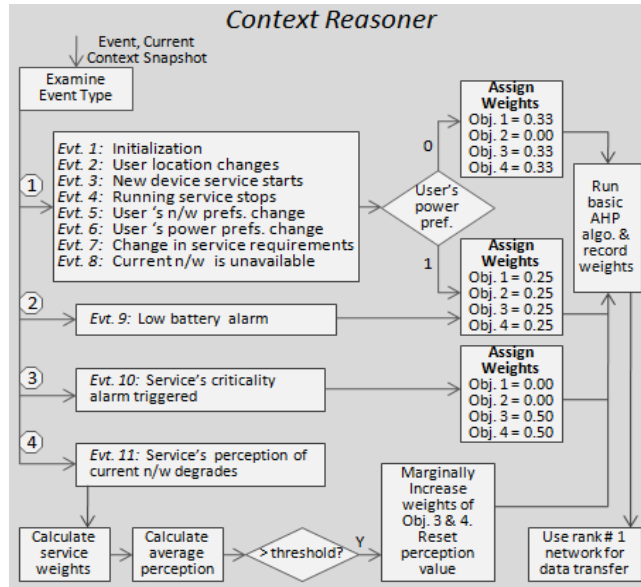 Context Reasoner
Event, Current
Context Snapshot
Examine
Event Type
1
Evt. 1: Initialization
Evt. 2: User location changes
Evt. 3: New device service starts
Evt. 4: Running service stops
Evt. 5: User 's n/w prefs. change
Evt. 6: User 's power prefs. change
Evt. 7: Change in service requirements
Evt. 8: Current n/w is unavailable
User's
power
pref.
0
1
Assign
Weights
Obj. 1 = 0.33
Obj. 2 = 0.00
Obj. 3 = 0.33
Obj. 4 = 0.33
Run
basic
AHP
algo. &
record
weights
2
Evt. 9: Low battery alarm
Assign
Weights
Obj. 1 = 0.25
Obj. 2 = 0.25
Obj. 3 = 0.25
Obj. 4 = 0.25
3
Evt. 10: Service's criticality
alarm triggered
Assign
Weights
Obj. 1 = 0.00
Obj. 2 = 0.00
Obj. 3 = 0.50
Obj. 4 = 0.50
4
Evt. 11: Service's perception of
current n/w degrades
Calculate
service
weights
Calculate
average
perception
> threshold?
Y
Marginally
Increase
weights of
Obj. 3 & 4.
Reset
perception
value
Use rank # 1
network for
data transfer